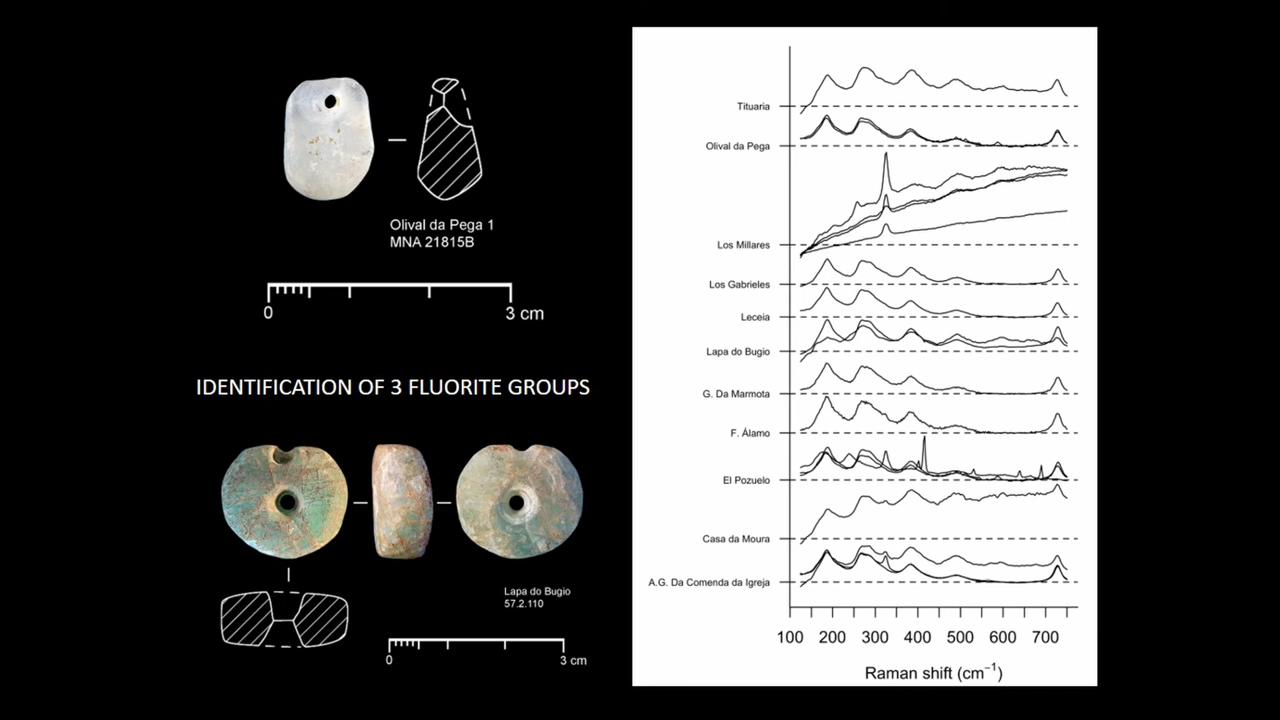 Olival da Pega 1
MNA 21815B
0
3 cm
IDENTIFICATION OF 3 FLUORITE GROUPS
Lapa do Bugio
57.2.110
0
3 cm
Tituaria
Olival da Pega
Los Millares
Los Gabrieles
Leceia
Lapa do Bugio
G. Da Marmota
F. Álamo
El Pozuelo
Casa da Moura
A.G. Da Comenda da Igreja
100 200 300 400 500 600 700
Raman shift (cm⁻¹)